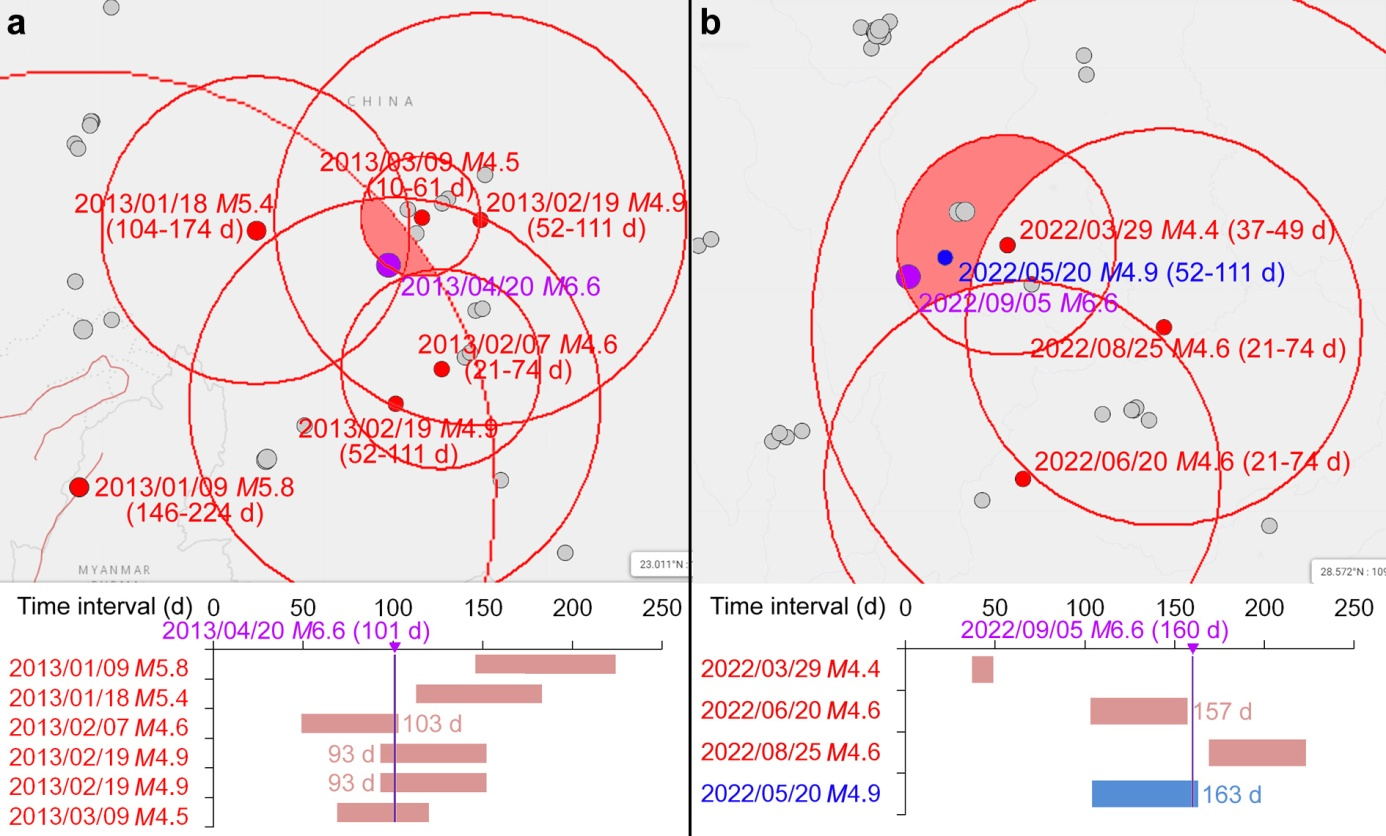 a
CHINA
2013/03/09 M4.5
(10-61 d)
2013/01/18 M5.4
(104-174 d)
2013/02/19 M4.9
(52-111 d)
2013/04/20 M6.6
2013/02/07 M4.6
(21-74 d)
2013/02/19 M4.9
(52-111 d)
2013/01/09 M5.8
(146-224 d)
MYANMAR
23.011°N :
Time interval (d) 0 50 100 150 200 250
2013/04/20 M6.6 (101 d)
2013/01/09 M5.8
2013/01/18 M5.4
2013/02/07 M4.6 103 d
2013/02/19 M4.9 93 d
2013/02/19 M4.9 93 d
2013/03/09 M4.5
b
2022/03/29 M4.4 (37-49 d)
2022/05/20 M4.9 (52-111 d)
2022/09/05 M6.6
2022/08/25 M4.6 (21-74 d)
2022/06/20 M4.6 (21-74 d)
28.572°N : 109
Time interval (d) 0 50 100 150 200 250
2022/09/05 M6.6 (160 d)
2022/03/29 M4.4
2022/06/20 M4.6 157 d
2022/08/25 M4.6
2022/05/20 M4.9 163 d